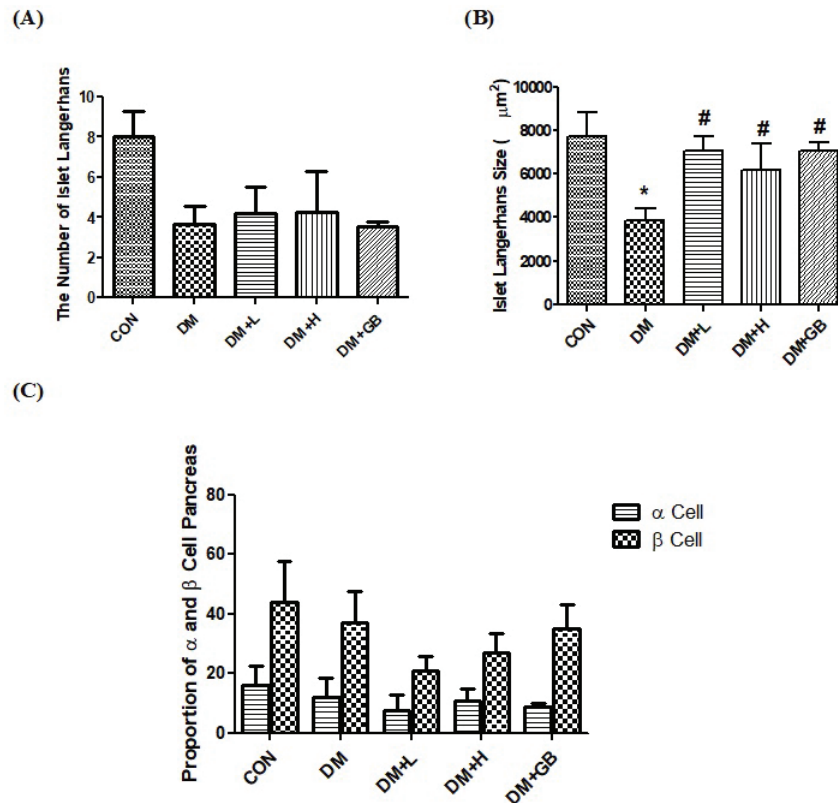 (A)
The Number of Islet Langerhans
10
8
6
4
2
0
CON
DM
DM+L
DM+H
DM+GB
(B)
Islet Langerhans Size ( μm²)
10000
8000
6000
4000
2000
0
*
#
#
#
CON
DM
DM+L
DM+H
DM+GB
(C)
Proportion of α and β Cell Pancreas
80
60
40
20
0
CON
DM
DM+L
DM+H
DM+GB
α Cell
β Cell